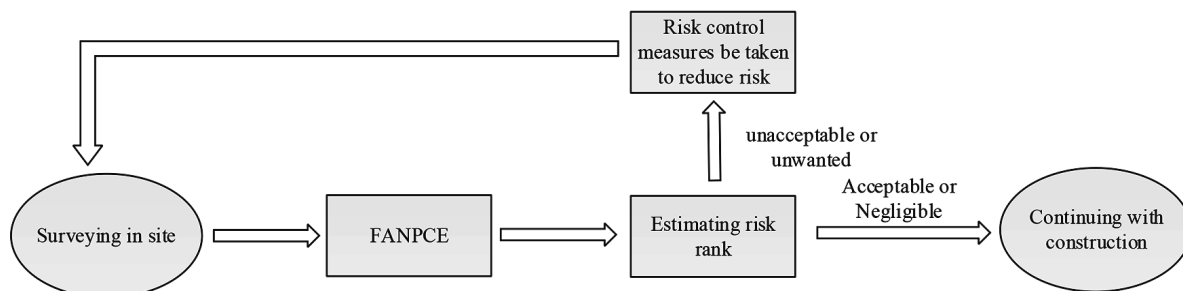 Risk control
measures be taken
to reduce risk
unacceptable or
unwanted
Acceptable or
Negligible
Surveying in site
FANPCE
Estimating risk
rank
Continuing with
construction